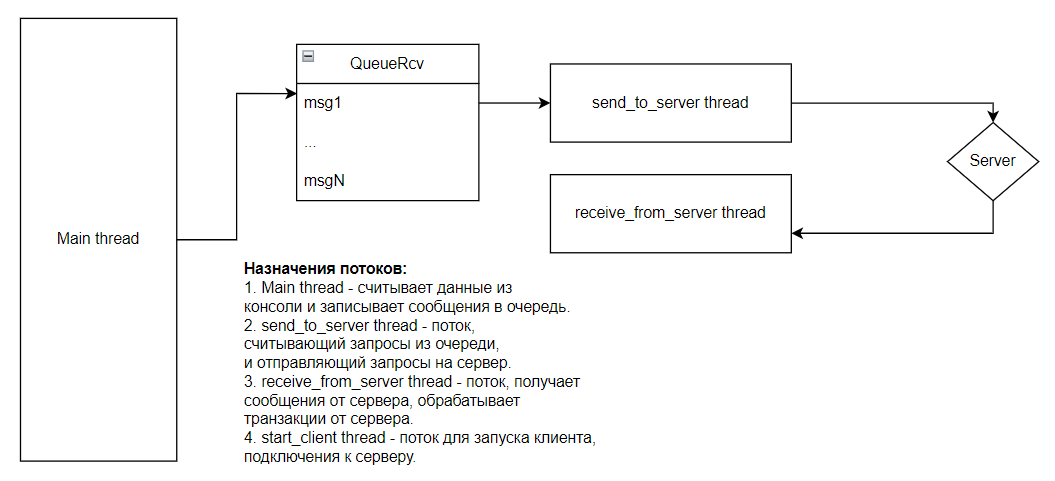 Main thread
QueueRcv
msg1
...
msgN
send_to_server thread
receive_from_server thread
Server
Назначения потоков:
1. Main thread - считывает данные из
консоли и записывает сообщения в очередь.
2. send_to_server thread - поток,
считывающий запросы из очереди,
и отправляющий запросы на сервер.
3. receive_from_server thread - поток, получает
сообщения от сервера, обрабатывает
транзакции от сервера.
4. start_client thread - поток для запуска клиента,
подключения к серверу.